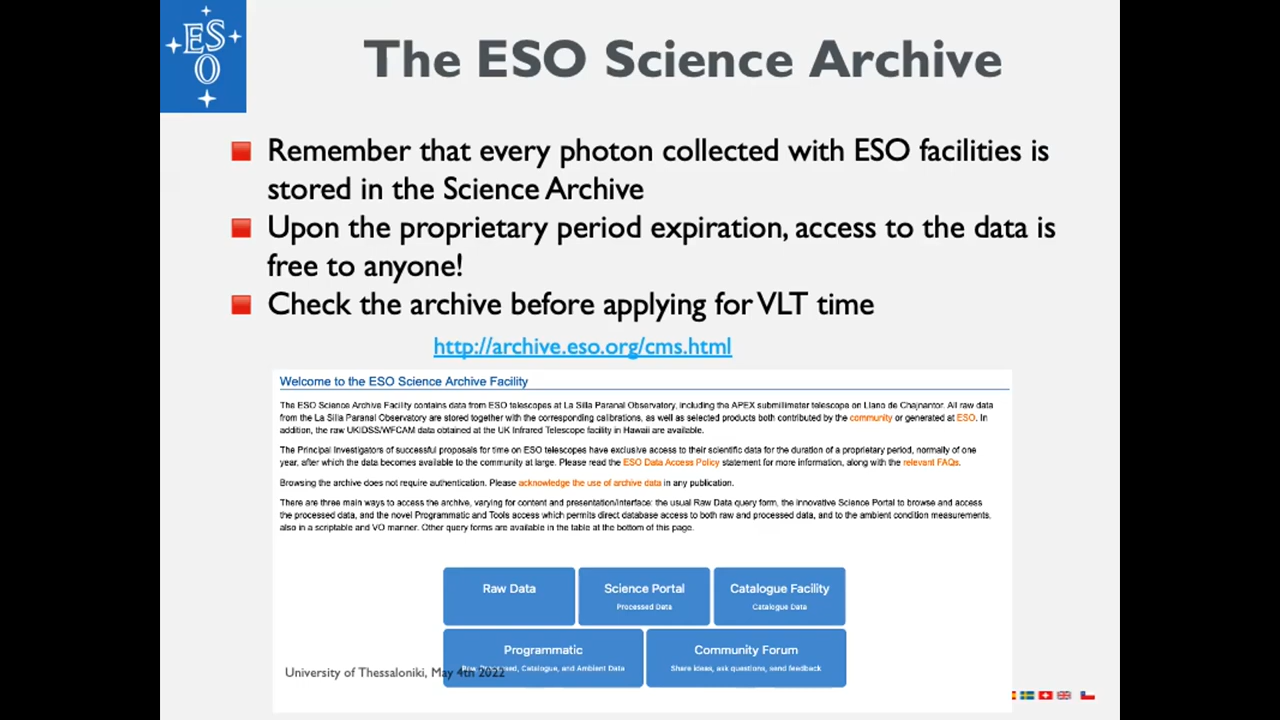 ESO
The ESO Science Archive
Remember that every photon collected with ESO facilities is
stored in the Science Archive
Upon the proprietary period expiration, access to the data is
free to anyone!
Check the archive before applying for VLT time
http://archive.eso.org/cms.html
Welcome to the ESO Science Archive Facility
The ESO Science Archive Facility contains data from ESO telescopes at La Silla Paranal Observatory, including the APEX submillimeter telescope on Llano de Chajnantor. All raw data
from the La Silla Paranal Observatory are stored together with the corresponding calibrations, as well as selected products both contributed by the community or generated at ESO. In
addition, the raw UKIDSS/WFCAM data obtained at the UK Infrared Telescope facility in Hawaii are available.
The Principal Investigators of successful proposals for time on ESO telescopes have exclusive access to their scientific data for the duration of a proprietary period, normally of one
year, after which the data becomes available to the community at large. Please read the ESO Data Access Policy statement for more information, along with the relevant FAQs.
Browsing the archive does not require authentication. Please acknowledge the use of archive data in any publication.
There are three main ways to access the archive, varying for content and presentation/interface: the usual Raw Data query form, the innovative Science Portal to browse and access
the processed data, and the novel Programmatic and Tools access which permits direct database access to both raw and processed data, and to the ambient condition measurements,
also in a scriptable and VO manner. Other query forms are available in the table at the bottom of this page.
Raw Data
Science Portal
Processed Data
Catalogue Facility
Catalogue Data
Programmatic
Raw, Processed, Catalogue, and Ambient Data
Community Forum
Share ideas, ask questions, send feedback
University of Thessaloniki, May 4th 2022